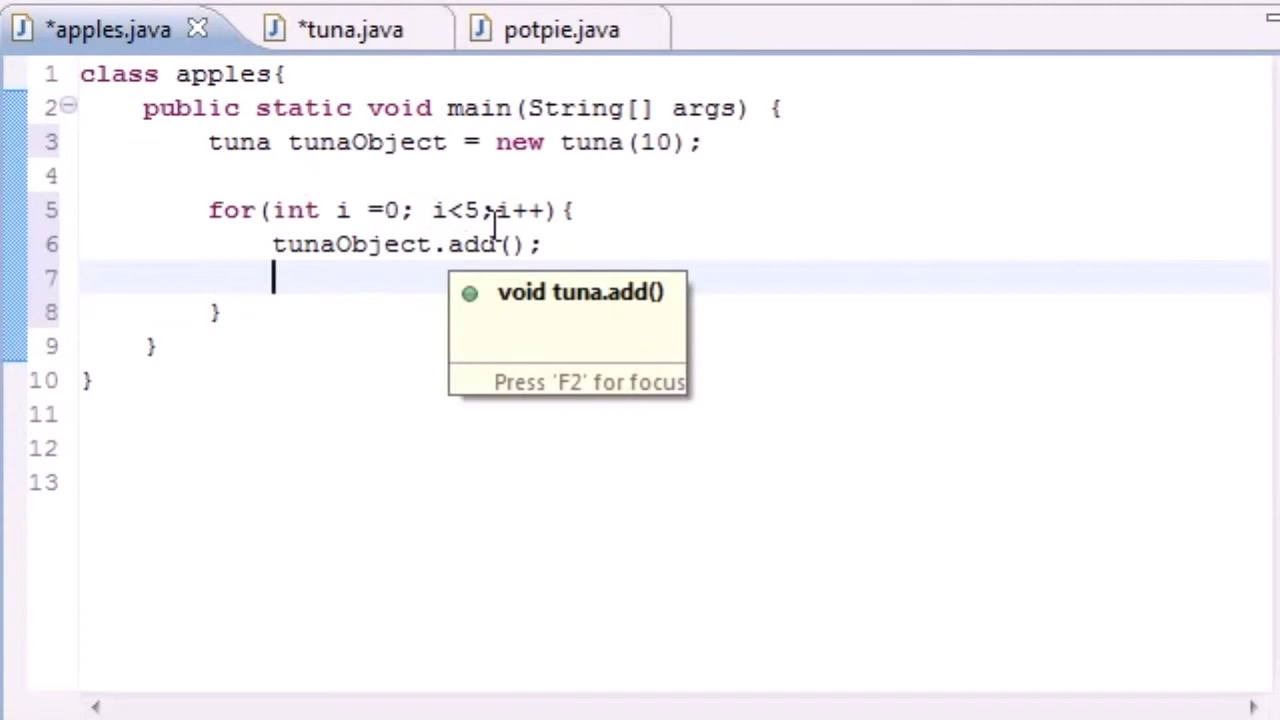 *apples.java *tuna.java potpie.java
1 class apples{
2 public static void main(String[] args) {
3 tuna tunaObject = new tuna(10);
4
5 for(int i =0; i<5;i++){
6 tunaObject.add();
7
void tuna.add()
8 }
9 }
Press 'F2' for focus
10 }
11
12
13